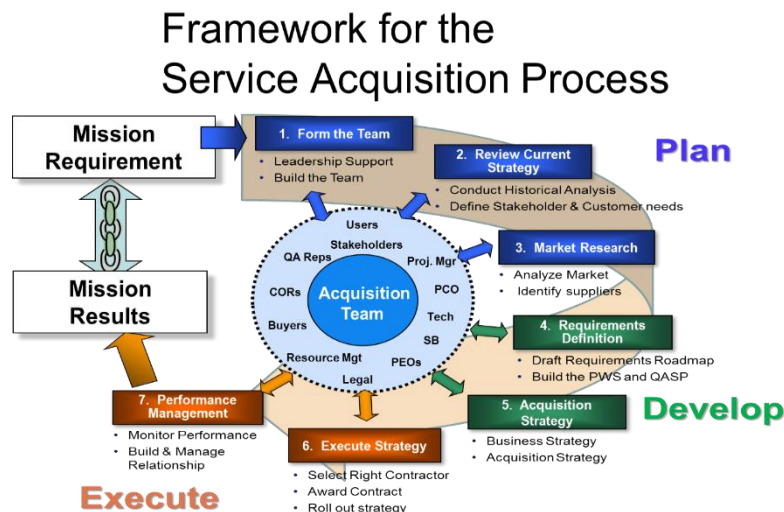 Framework for the
Service Acquisition Process
Mission
Requirement
1. Form the Team
• Leadership Support
• Build the Team
2. Review Current
Strategy
• Conduct Historical Analysis
• Define Stakeholder & Customer needs
Plan
3. Market Research
• Analyze Market
• Identify suppliers
Users
Stakeholders
QA Reps
Proj. Mgr
CORs
PCO
Acquisition
Team
Tech
Buyers
SB
Resource Mgt
PEOs
Legal
Mission
Results
4. Requirements
Definition
• Draft Requirements Roadmap
• Build the PWS and QASP
5. Acquisition
Strategy
• Business Strategy
• Acquisition Strategy
Develop
6. Execute Strategy
• Select Right Contractor
• Award Contract
• Roll out strategy
7. Performance
Management
• Monitor Performance
• Build & Manage
Relationship
Execute